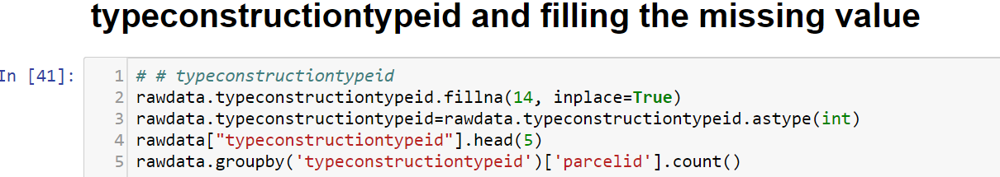 typeconstructiontypeid and filling the missing value
In [41]:
1 # # typeconstructiontypeid
2 rawdata.typeconstructiontypeid.fillna(14, inplace=True)
3 rawdata.typeconstructiontypeid=rawdata.typeconstructiontypeid.astype(int)
4 rawdata["typeconstructiontypeid"].head(5)
5 rawdata.groupby('typeconstructiontypeid')['parcelid'].count()